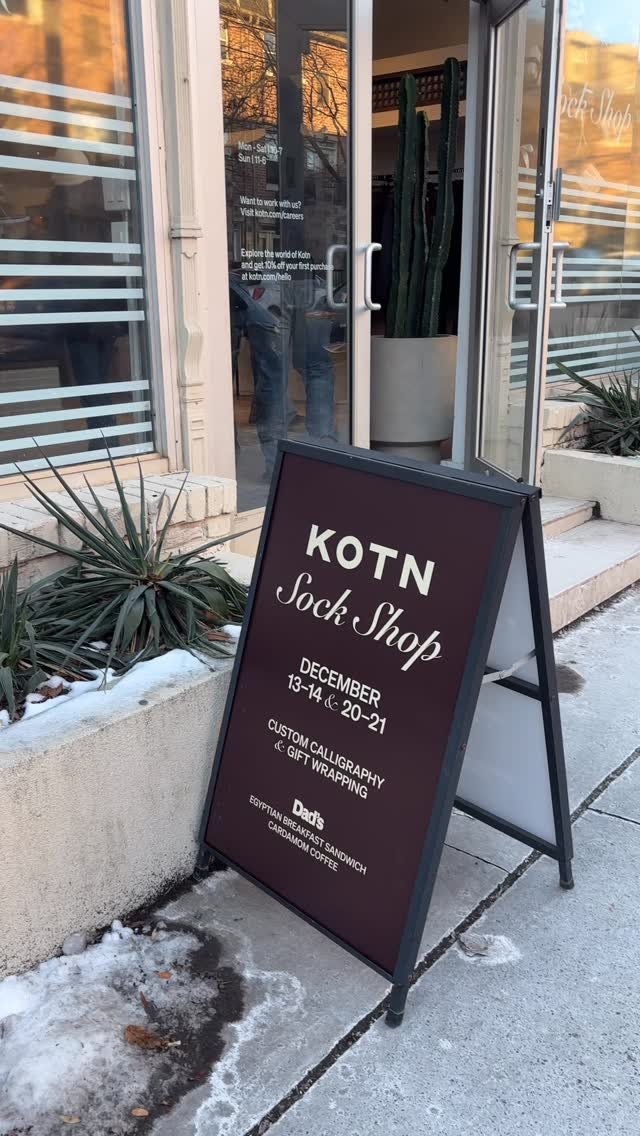 Mon - Sat | 10-7
Sun | 11-6
Want to work with us?
Visit kotn.com/careers
Explore the world of Kotn
and get 10% off your first purchase
at kotn.com/hello
Sock Shop
KOTN
Sock Shop
DECEMBER
13–14 & 20–21
CUSTOM CALLIGRAPHY
& GIFT WRAPPING
Dad's
EGYPTIAN BREAKFAST SANDWICH
CARDAMOM COFFEE